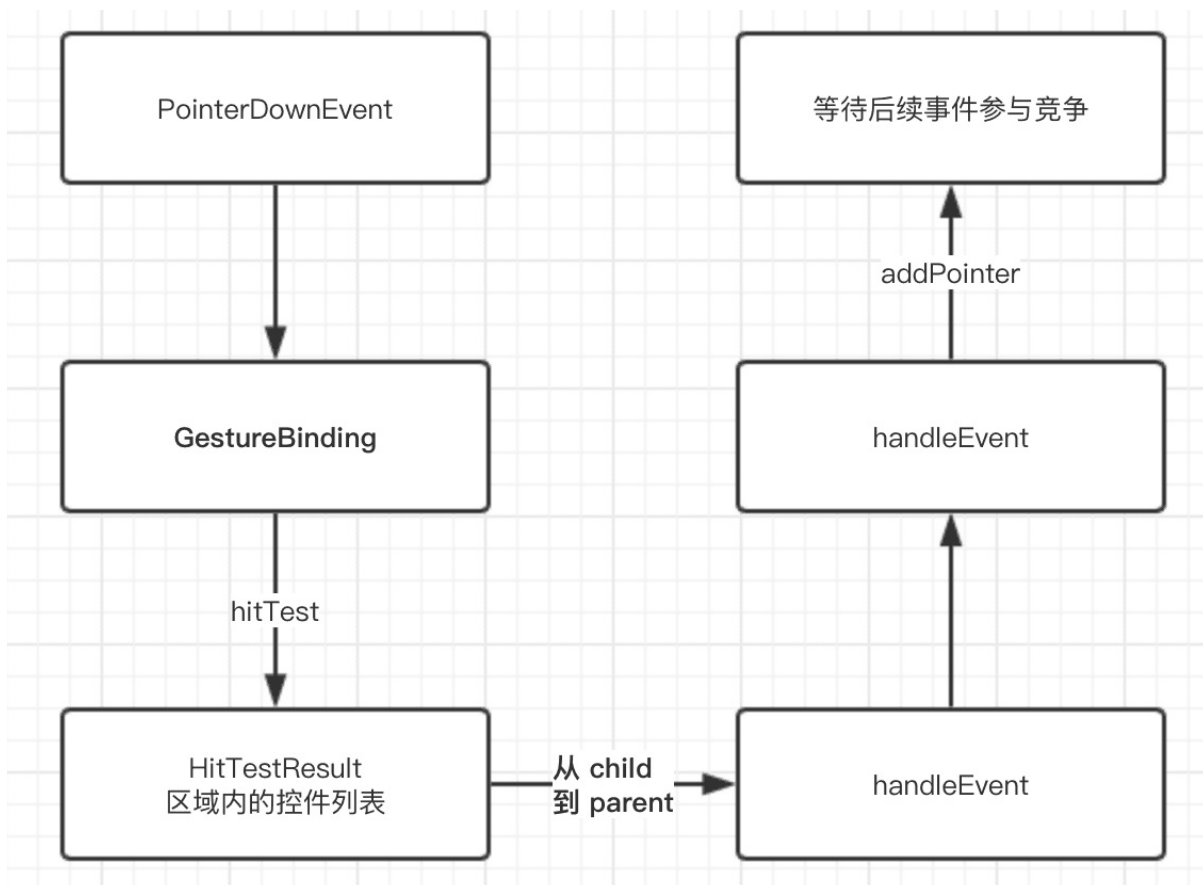 PointerDownEvent
GestureBinding
hitTest
HitTestResult
区域内的控件列表
从 child
到 parent
handleEvent
handleEvent
addPointer
等待后续事件参与竞争